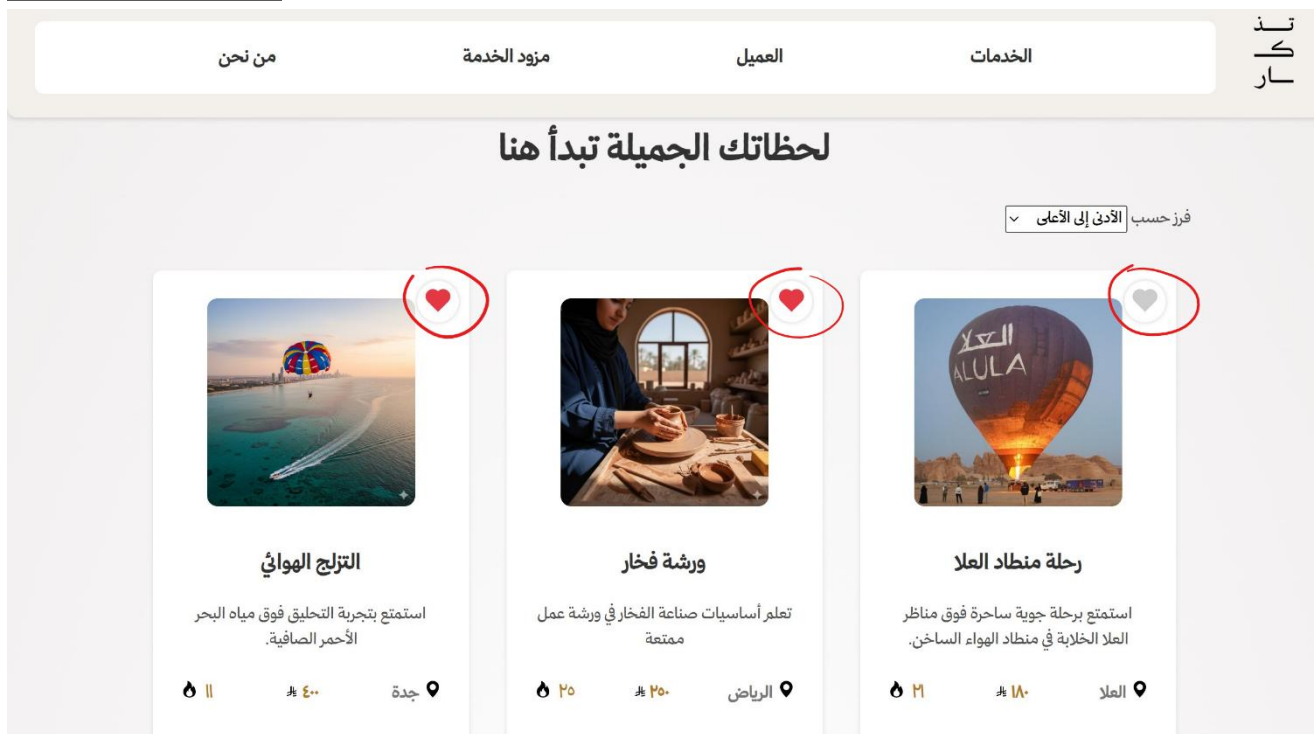 تـــذ
كـــ
ـــار
الخدمات
العميل
مزود الخدمة
من نحن
لحظاتك الجميلة تبدأ هنا
فرز حسب الأدنى إلى الأعلى
العلا
ALULA
رحلة منطاد العلا
استمتع برحلة جوية ساحرة فوق مناظر
العلا الخلابة في منطاد الهواء الساخن.
العلا ١٨٠ ٢١
ورشة فخار
تعلم أساسيات صناعة الفخار في ورشة عمل
ممتعة
الرياض ٢٥٠ ٢٥
التزلج الهوائي
استمتع بتجربة التحليق فوق مياه البحر
الأحمر الصافية.
جدة ٤٠٠ ١١